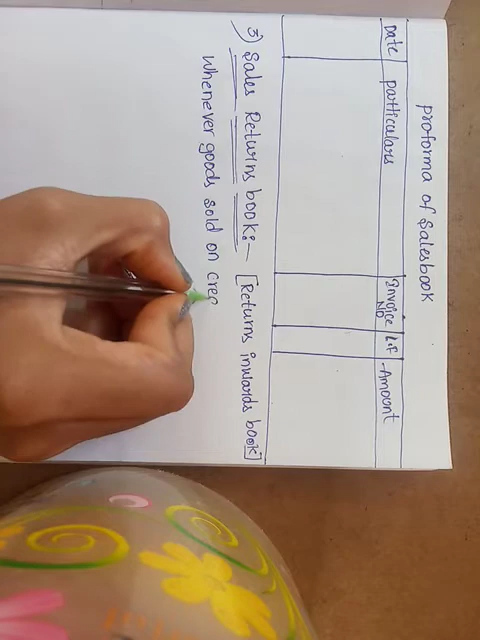 proforma of Salesbook
Date particulars Invoice No L.F Amount
3) Sales Returns book:- [Returns inwards book]
Whenever goods sold on cred